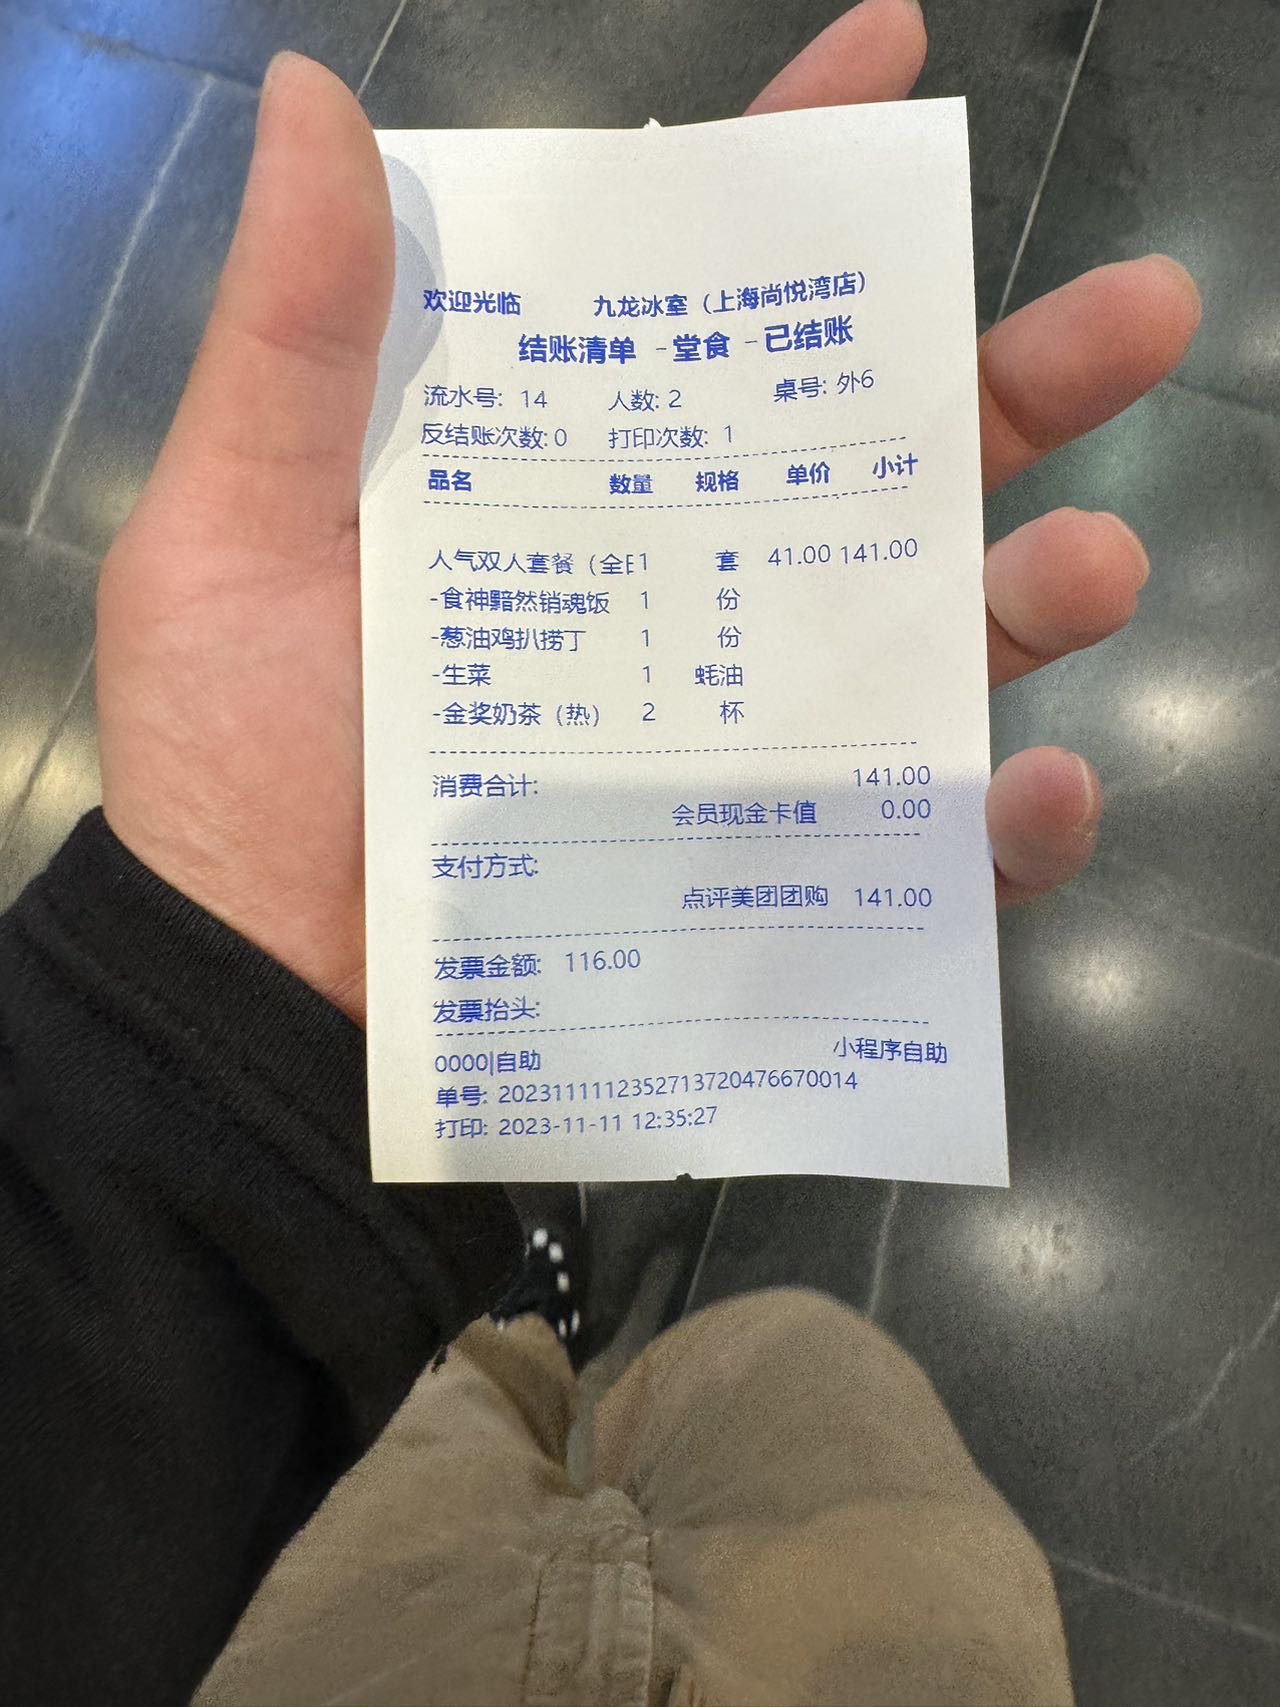 欢迎光临 九龙冰室（上海尚悦湾店）
结账清单 -堂食 -已结账
流水号: 14 人数: 2 桌号: 外6
反结账次数: 0 打印次数: 1
品名 数量 规格 单价 小计
人气双人套餐（全日1 套 41.00 141.00
-食神黯然销魂饭 1 份
-葱油鸡扒捞丁 1 份
-生菜 1 蚝油
-金奖奶茶（热） 2 杯
消费合计: 141.00
会员现金卡值 0.00
支付方式:
点评美团团购 141.00
发票金额: 116.00
发票抬头:
0000|自助 小程序自助
单号: 2023111112352713720476670014
打印: 2023-11-11 12:35:27